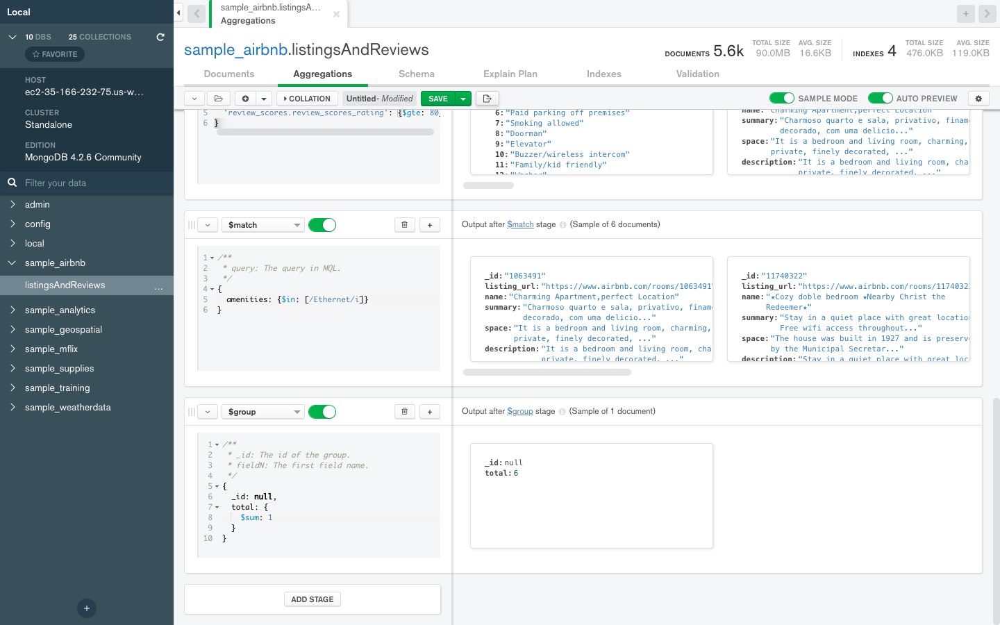 Local
10 DBS 25 COLLECTIONS
FAVORITE
HOST
ec2-35-166-232-75.us-w...
CLUSTER
Standalone
EDITION
MongoDB 4.2.6 Community
Filter your data
admin
config
local
sample_airbnb
listingsAndReviews ...
sample_analytics
sample_geospatial
sample_mflix
sample_supplies
sample_training
sample_weatherdata
sample_airbnb.listingsA...
Aggregations
sample_airbnb.listingsAndReviews
DOCUMENTS 5.6k TOTAL SIZE 90.0MB AVG. SIZE 16.6KB INDEXES 4 TOTAL SIZE 476.0KB AVG. SIZE 119.0KB
Documents Aggregations Schema Explain Plan Indexes Validation
COLLATION Untitled- Modified SAVE SAMPLE MODE AUTO PREVIEW
5 'review_scores.review_scores_rating': {$gte: 80
6 }
6: "Paid parking off premises"
7: "Smoking allowed"
8: "Doorman"
9: "Elevator"
10: "Buzzer/wireless intercom"
11: "Family/kid friendly"
12: "Washer"
name: "Charming Apartment,perfect Location"
summary: "Charmoso quarto e sala, privativo, finam
decorado, com uma delicio..."
space: "It is a bedroom and living room, charming,
private, finely decorated, ..."
description: "It is a bedroom and living room, cha
private, finely decorated, ..."
$match
Output after $match stage (Sample of 6 documents)
1 /**
2 * query: The query in MQL.
3 */
4 {
5 amenities: {$in: [/Ethernet/i]}
6 }
_id: "1063491"
listing_url: "https://www.airbnb.com/rooms/1063491"
name: "Charming Apartment,perfect Location"
summary: "Charmoso quarto e sala, privativo, finam
decorado, com uma delicio..."
space: "It is a bedroom and living room, charming,
private, finely decorated, ..."
description: "It is a bedroom and living room, cha
private, finely decorated, ..."
_id: "11740322"
listing_url: "https://www.airbnb.com/rooms/1174032
name: "★Cozy doble bedroom ★Nearby Christ the
Redeemer★"
summary: "Stay in a quiet place with great location
Free wifi access throughout..."
space: "The house was built in 1927 and is preserv
by the Municipal Secretar..."
description: "Stay in a quiet place with great loc
$group
Output after $group stage (Sample of 1 document)
1 /**
2 * _id: The id of the group.
3 * fieldN: The first field name.
4 */
5 {
6 _id: null,
7 total: {
8 $sum: 1
9 }
10 }
_id: null
total: 6
ADD STAGE